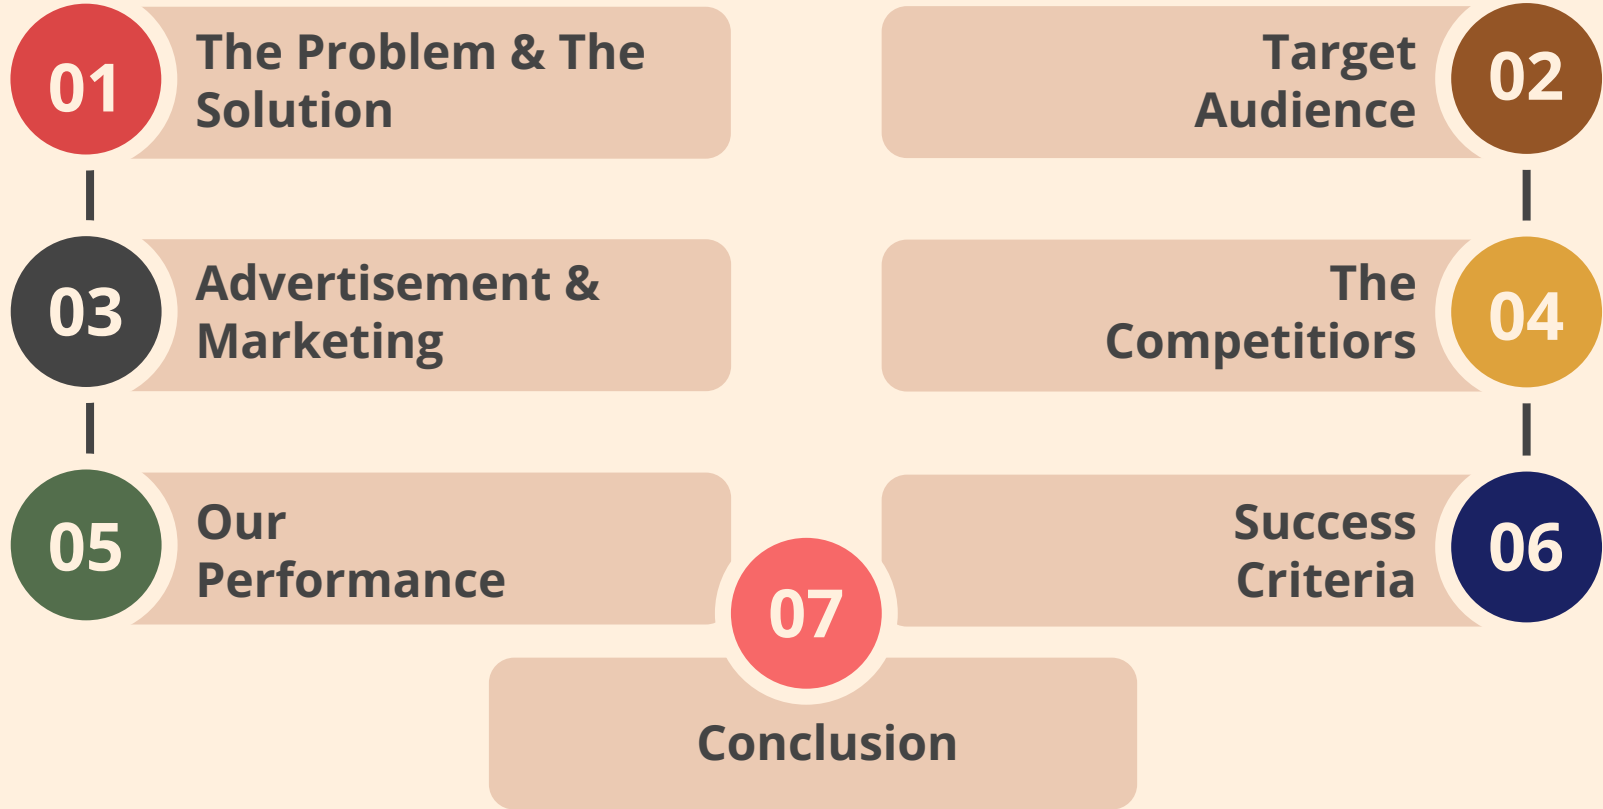 01
The Problem & The
Solution
02
Target
Audience
03
Advertisement &
Marketing
04
The
Competitiors
05
Our
Performance
06
Success
Criteria
07
Conclusion